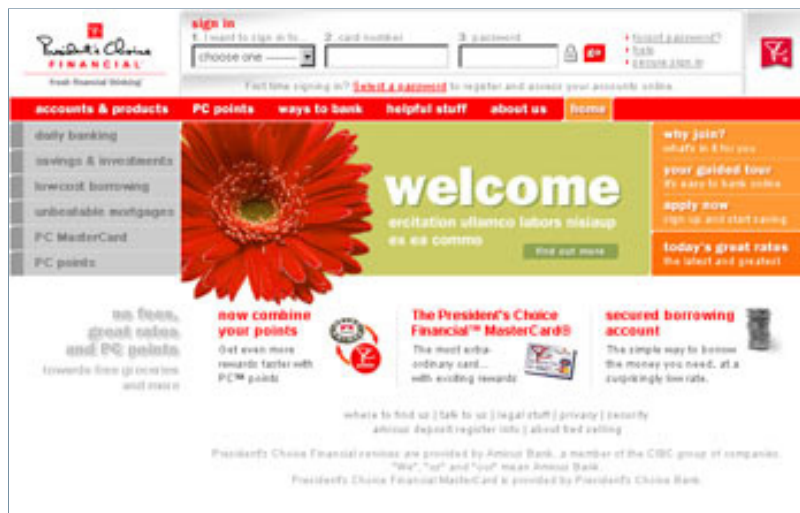 President's Choice
FINANCIAL
fresh financial thinking
sign in
1. I want to sign in to... 2. card number 3. password
choose one -------- go
forgot password?
help
secure sign in
First time signing in? Select a password to register and access your accounts online.
accounts & products PC points ways to bank helpful stuff about us home
daily banking
savings & investments
low cost borrowing
unbeatable mortgages
PC MasterCard
PC points
welcome
ercitation ullamco labors nisiaup
ex ea commo
find out more
why join?
what's in it for you
your guided tour
it's easy to bank online
apply now
sign up and start saving
today's great rates
the latest and greatest
no fees,
great rates
and PC points
towards free groceries
and more
now combine
your points
Get even more
rewards faster with
PC™ points
The President's Choice
Financial™ MasterCard®
The most extra-
ordinary card...
with exciting rewards
secured borrowing
account
The simple way to borrow
the money you need, at a
surprisingly low rate.
where to find us | talk to us | legal stuff | privacy | security
amicus deposit register info | about tied selling
President's Choice Financial services are provided by Amicus Bank, a member of the CIBC group of companies.
"We", "us" and "our" mean Amicus Bank.
President's Choice Financial MasterCard is provided by President's Choice Bank.